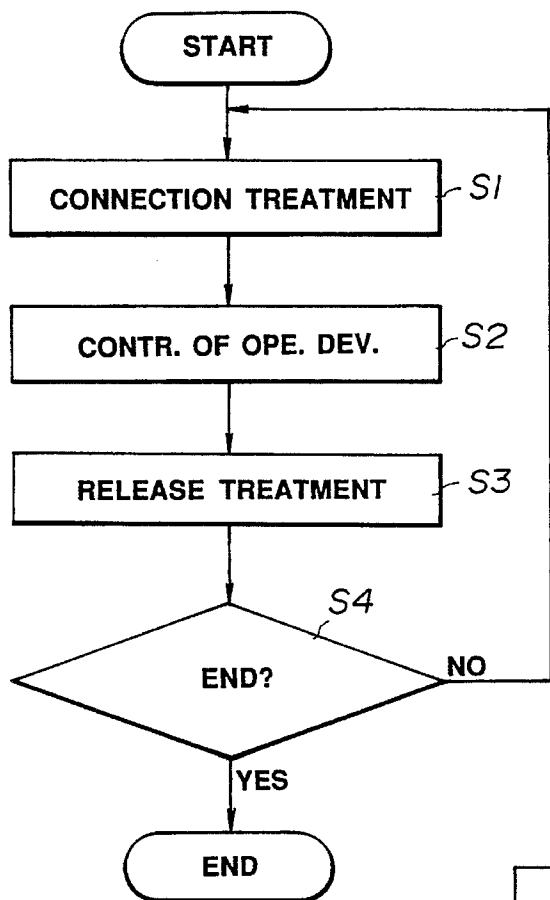 START
CONNECTION TREATMENT
S1
CONTR. OF OPE. DEV.
S2
RELEASE TREATMENT
S3
S4
END?
NO
YES
END